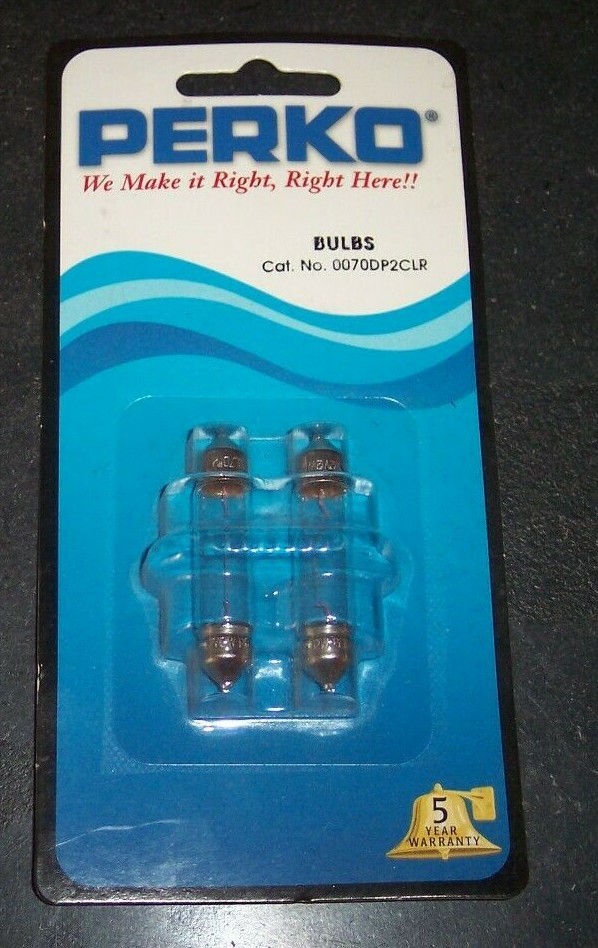 PERKO®
We Make it Right, Right Here!!
BULBS
Cat. No. 0070DP2CLR
5
YEAR
WARRANTY